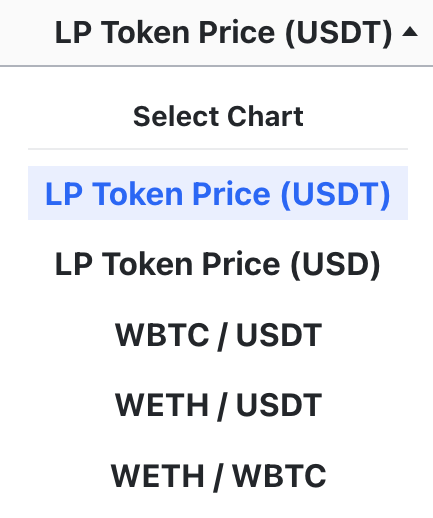 LP Token Price (USDT)
Select Chart
LP Token Price (USDT)
LP Token Price (USD)
WBTC / USDT
WETH / USDT
WETH / WBTC